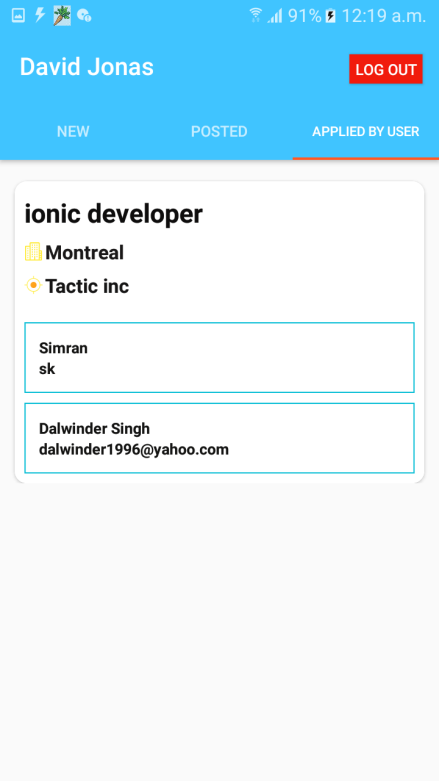 91% 12:19 a.m.
David Jonas
LOG OUT
NEW
POSTED
APPLIED BY USER
ionic developer
Montreal
Tactic inc
Simran
sk
Dalwinder Singh
dalwinder1996@yahoo.com